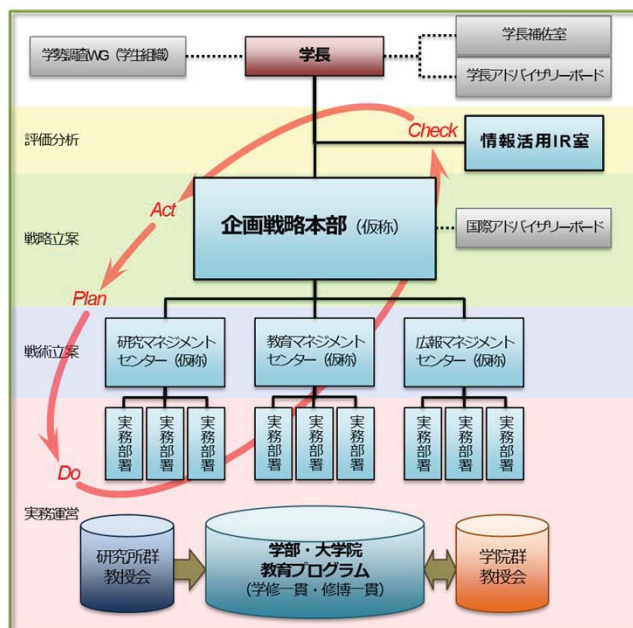 学長
学長補佐室
学勢調査WG（学生組織）
学長アドバイザリーボード
Check
評価分析
情報活用IR室
Act
企画戦略本部（仮称）
戦略立案
国際アドバイザリーボード
Plan
研究マネジメント
センター（仮称）
教育マネジメント
センター（仮称）
広報マネジメント
センター（仮称）
戦術立案
実務部署
実務部署
実務部署
実務部署
実務部署
実務部署
実務部署
実務部署
実務部署
Do
実務運営
研究所群
教授会
学部・大学院
教育プログラム
（学修一貫・修博一貫）
学院群
教授会